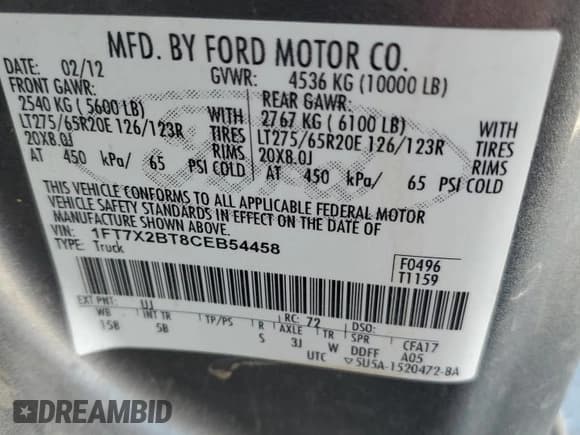 MFD. BY FORD MOTOR CO.
DATE: 02/12 GVWR: 4536 KG (10000 LB)
FRONT GAWR: REAR GAWR:
2540 KG ( 5600LB) WITH 2767 KG ( 6100 LB) WITH
LT275/65R20E 126/123R TIRES LT275/65R20E 126/123R TIRES
20X8.0J RIMS 20X8.0J RIMS
AT 450 kPa/ 65 PSI COLD AT 450 kPa/ 65 PSI COLD
THIS VEHICLE CONFORMS TO ALL APPLICABLE FEDERAL MOTOR
VEHICLE SAFETY STANDARDS IN EFFECT ON THE DATE OF
MANUFACTURE SHOWN ABOVE.
VIN: 1FT7X2BT8CEB54458
TYPE: Truck
F0496
T1159
EXT PNT: UJ RC: 72 DSO:
WB INT TR TP/PS R AXLE TR SPR CFA17
158 5B S 3J W DDFF A05
UTC ▽5U5A-1520472-BA
DREAMBID